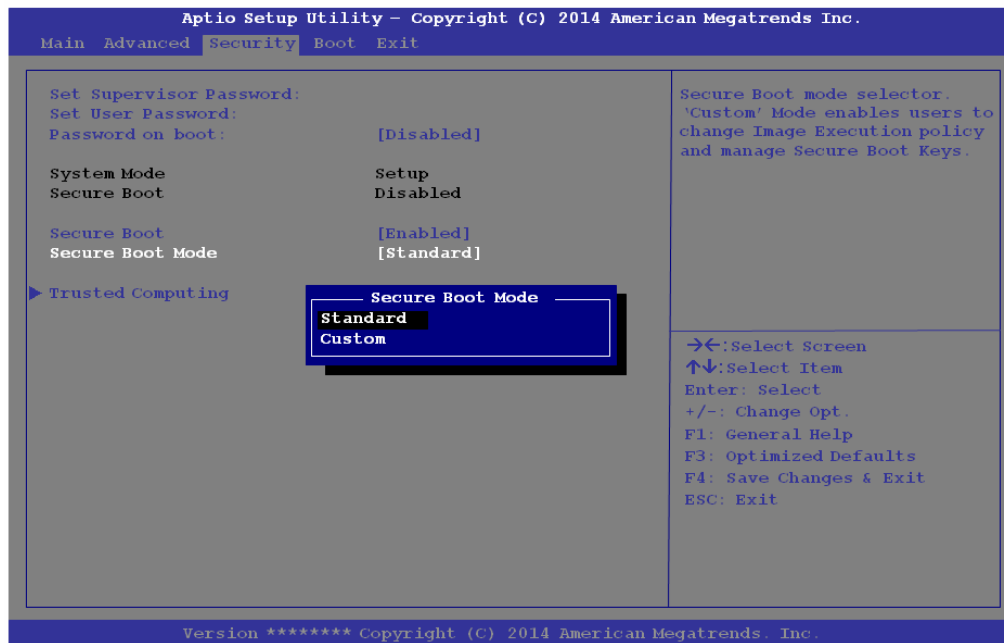 Aptio Setup Utility – Copyright (C) 2014 American Megatrends Inc.
Main Advanced Security Boot Exit
Set Supervisor Password:
Set User Password:
Password on boot: [Disabled]
System Mode Setup
Secure Boot Disabled
Secure Boot [Enabled]
Secure Boot Mode [Standard]
Trusted Computing
Secure Boot Mode
Standard
Custom
Secure Boot mode selector.
'Custom' Mode enables users to
change Image Execution policy
and manage Secure Boot Keys.
→←:Select Screen
↑↓:Select Item
Enter: Select
+/-: Change Opt.
F1: General Help
F3: Optimized Defaults
F4: Save Changes & Exit
ESC: Exit
Version ******** Copyright (C) 2014 American Megatrends. Inc.